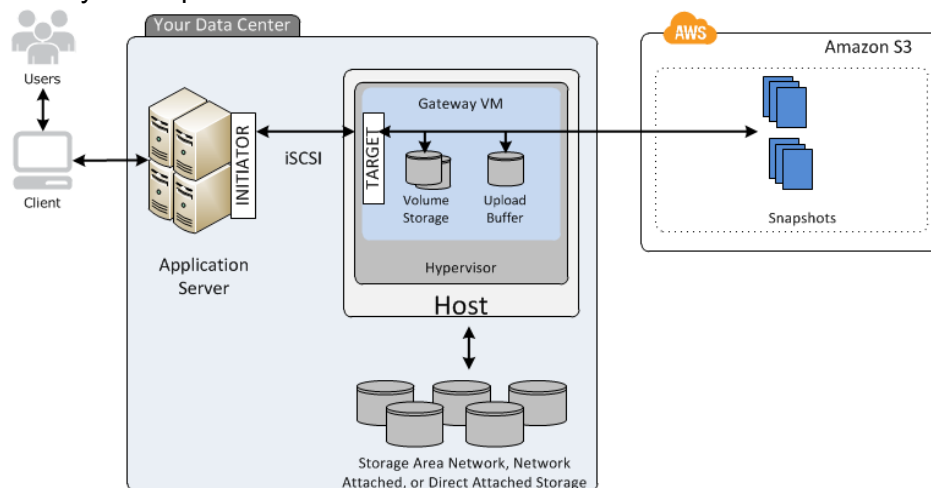 Your Data Center
AWS
Amazon S3
Users
Client
INITIATOR
iSCSI
Application
Server
Gateway VM
TARGET
Volume
Storage
Upload
Buffer
Hypervisor
Host
Snapshots
Storage Area Network, Network
Attached, or Direct Attached Storage